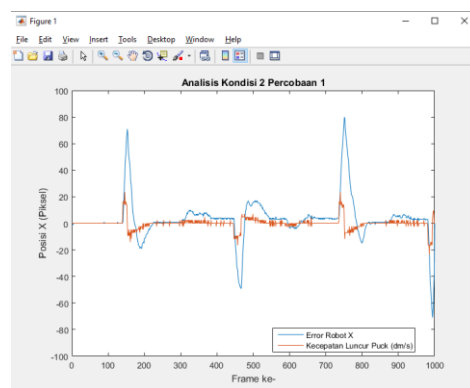 Figure 1
File Edit View Insert Tools Desktop Window Help
Analisis Kondisi 2 Percobaan 1
Posisi X (Piksel)
100
80
60
40
20
0
-20
-40
-60
-80
-100
0 100 200 300 400 500 600 700 800 900 1000
Frame ke-
Error Robot X
Kecepatan Luncur Puck (dm/s)